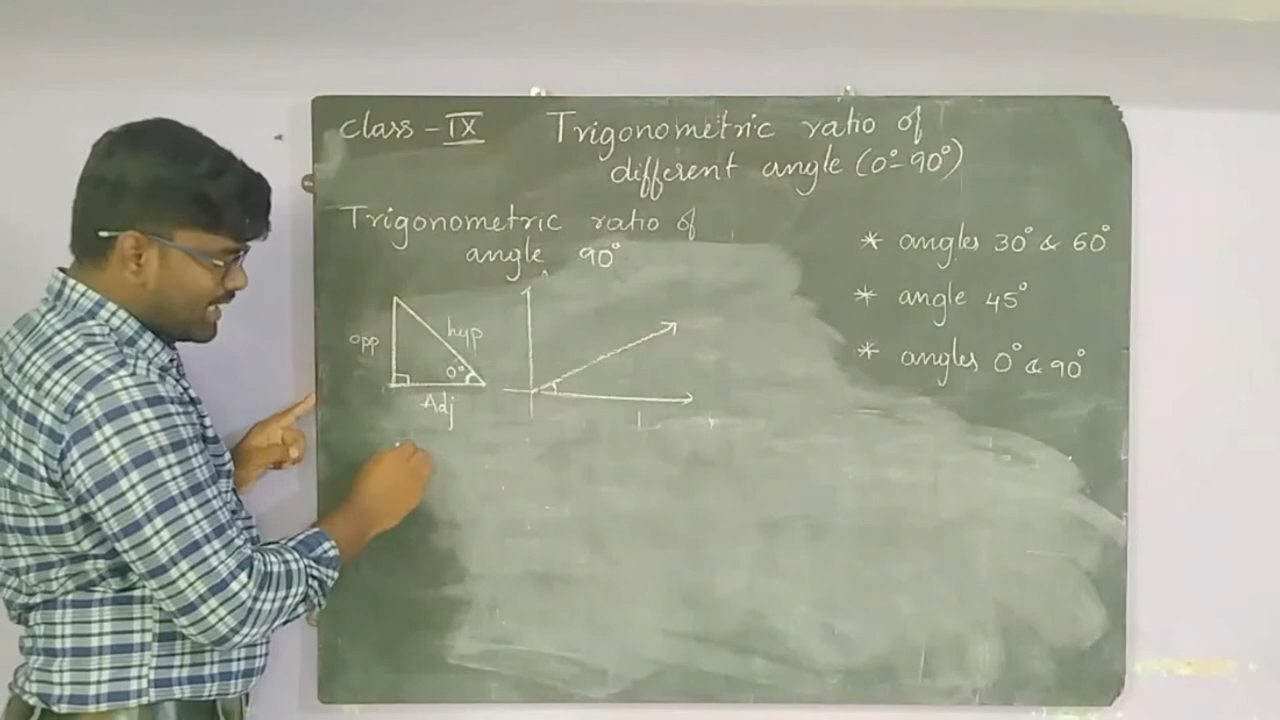 class - IX
Trigonometric ratio of
different angle (0° - 90°)
Trigonometric ratio of
angle 90°
* angles 30° & 60°
* angle 45°
* angles 0° & 90°
opp
hyp
0°
Adj